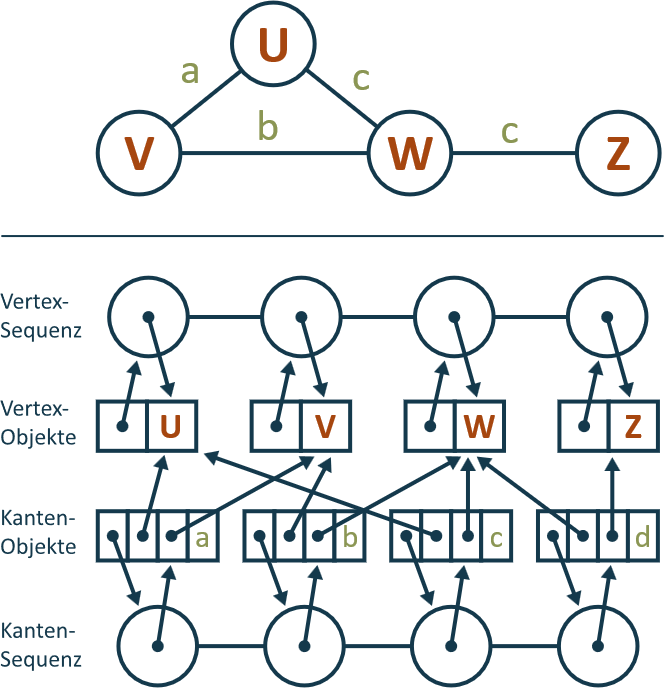 U
a
c
V
b
W
c
Z
Vertex-
Sequenz
Vertex-
Objekte
U
V
W
Z
Kanten-
Objekte
a
b
c
d
Kanten-
Sequenz